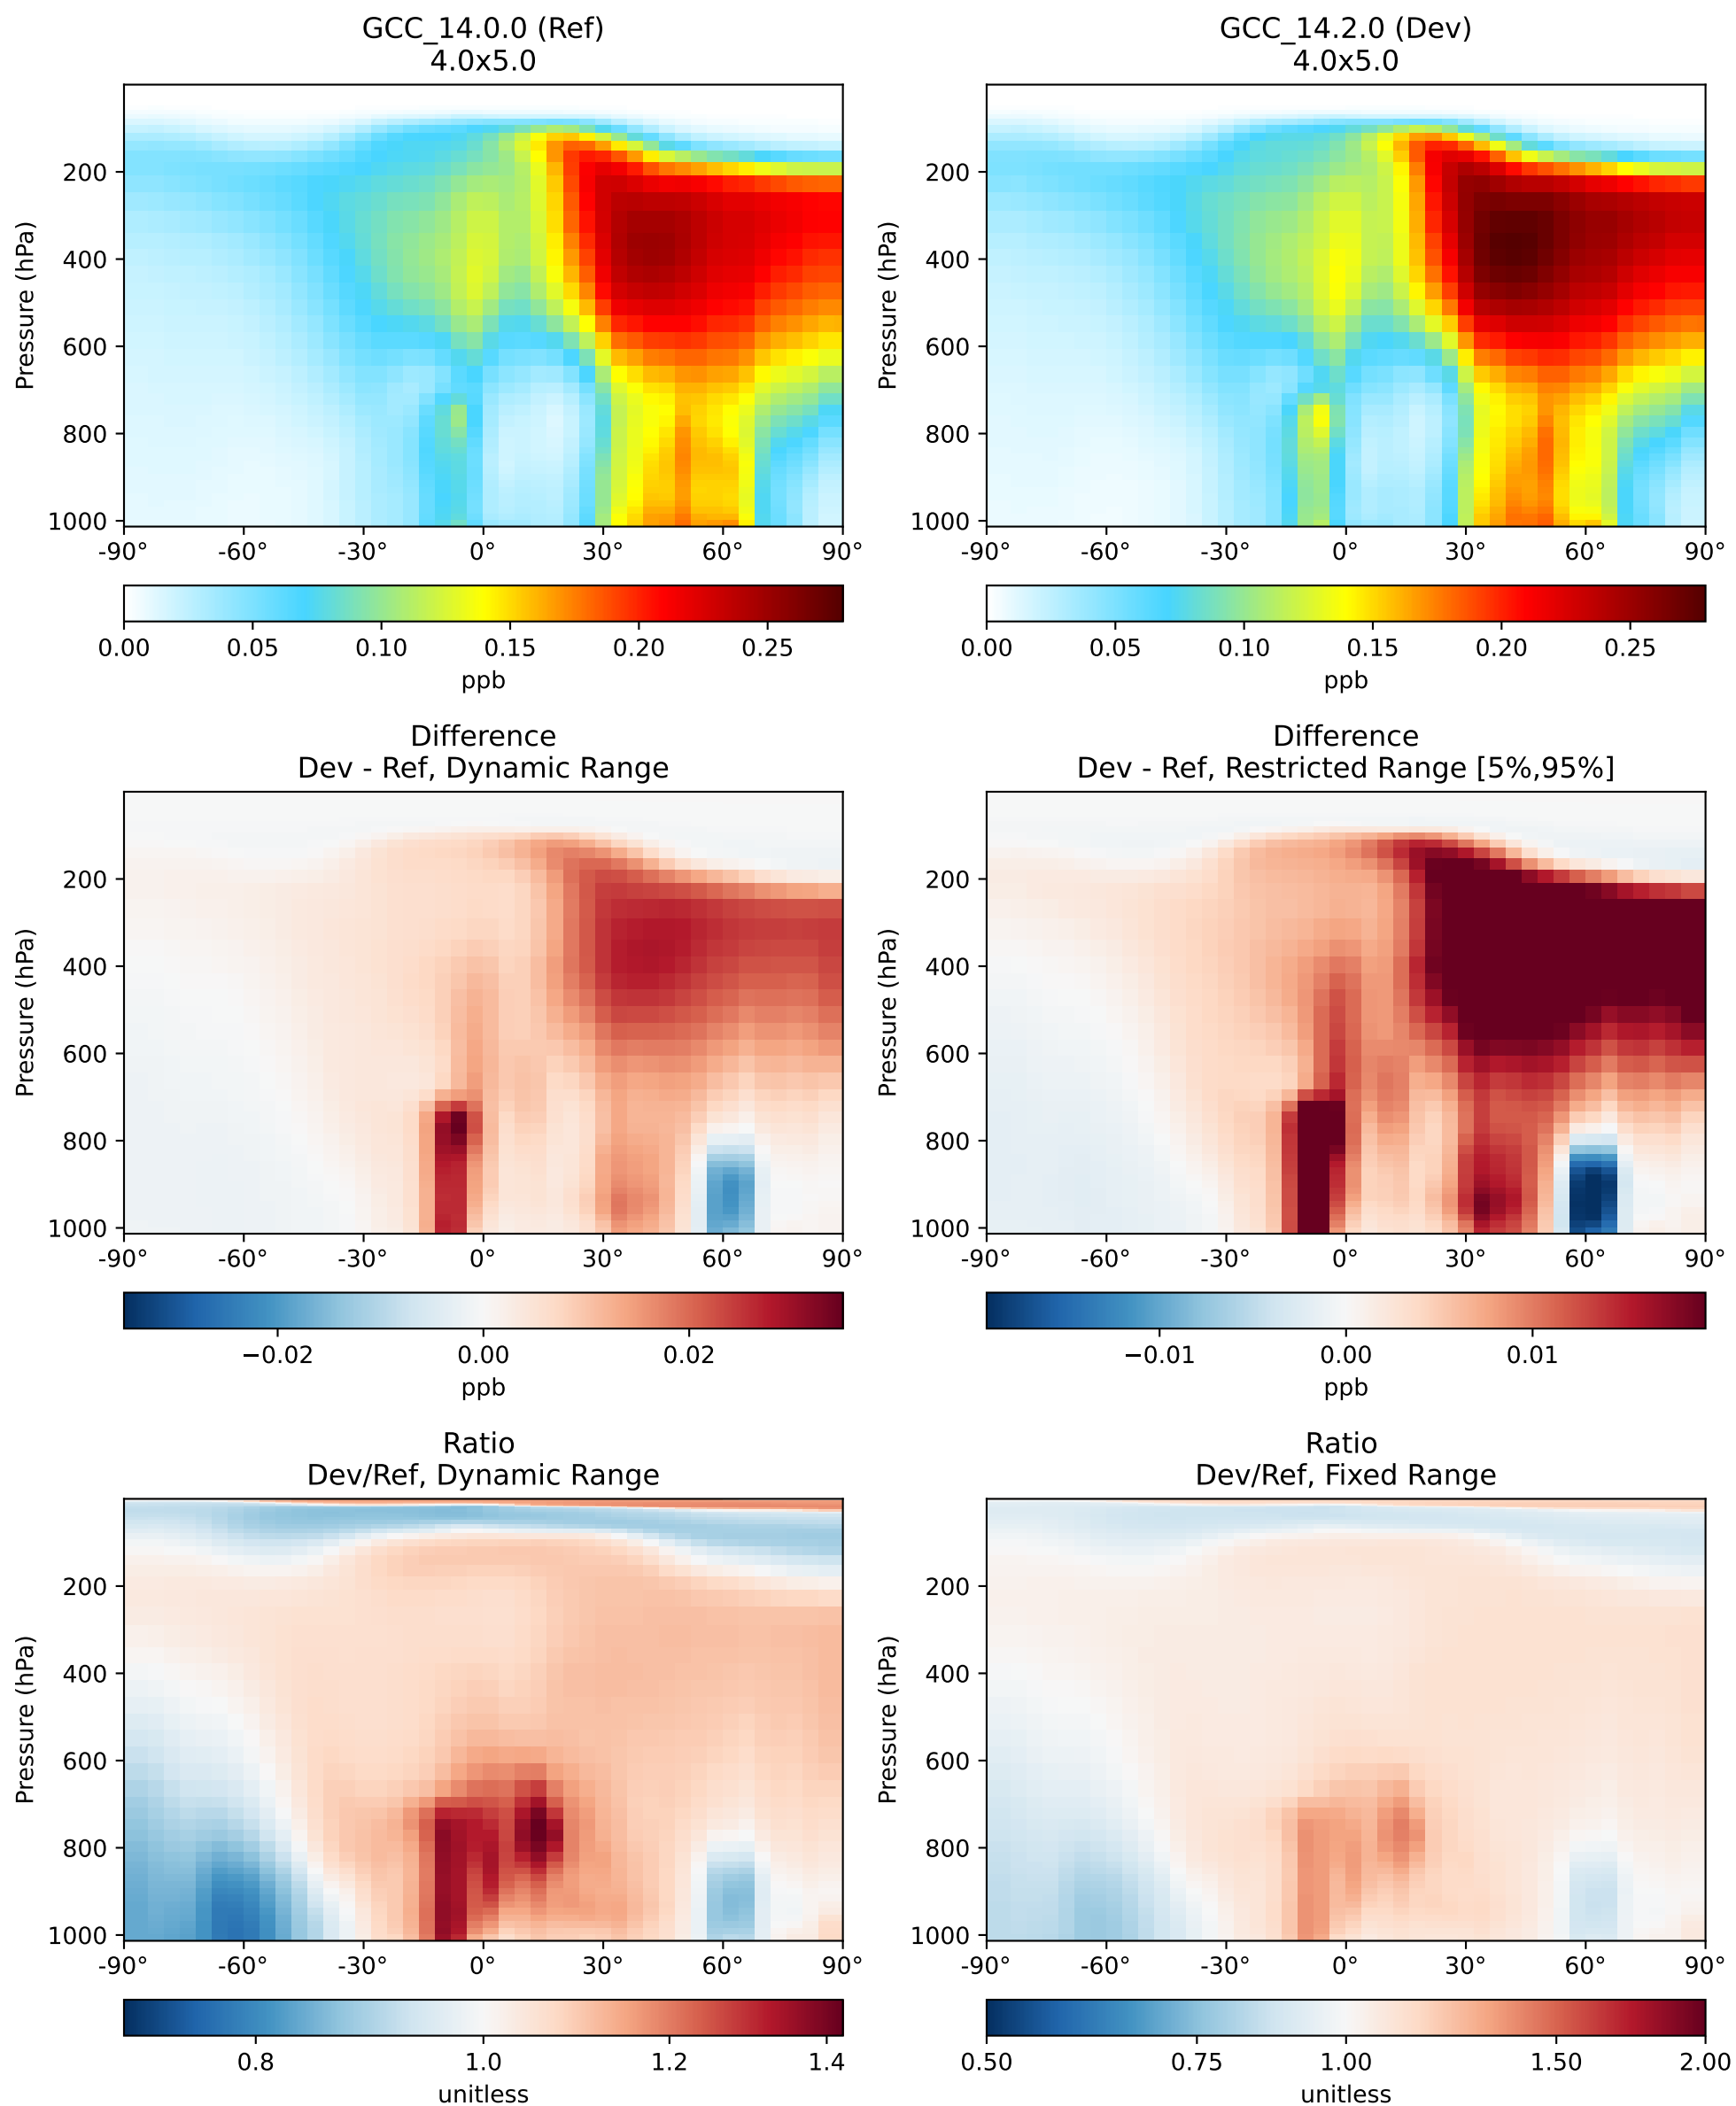 GCC_14.0.0 (Ref)
4.0x5.0
Pressure (hPa)
200
400
600
800
1000
-90° -60° -30° 0° 30° 60° 90°
0.00 0.05 0.10 0.15 0.20 0.25
ppb
GCC_14.2.0 (Dev)
4.0x5.0
Pressure (hPa)
200
400
600
800
1000
-90° -60° -30° 0° 30° 60° 90°
0.00 0.05 0.10 0.15 0.20 0.25
ppb
Difference
Dev - Ref, Dynamic Range
Pressure (hPa)
200
400
600
800
1000
-90° -60° -30° 0° 30° 60° 90°
−0.02 0.00 0.02
ppb
Difference
Dev - Ref, Restricted Range [5%,95%]
Pressure (hPa)
200
400
600
800
1000
-90° -60° -30° 0° 30° 60° 90°
−0.01 0.00 0.01
ppb
Ratio
Dev/Ref, Dynamic Range
Pressure (hPa)
200
400
600
800
1000
-90° -60° -30° 0° 30° 60° 90°
0.8 1.0 1.2 1.4
unitless
Ratio
Dev/Ref, Fixed Range
Pressure (hPa)
200
400
600
800
1000
-90° -60° -30° 0° 30° 60° 90°
0.50 0.75 1.00 1.50 2.00
unitless